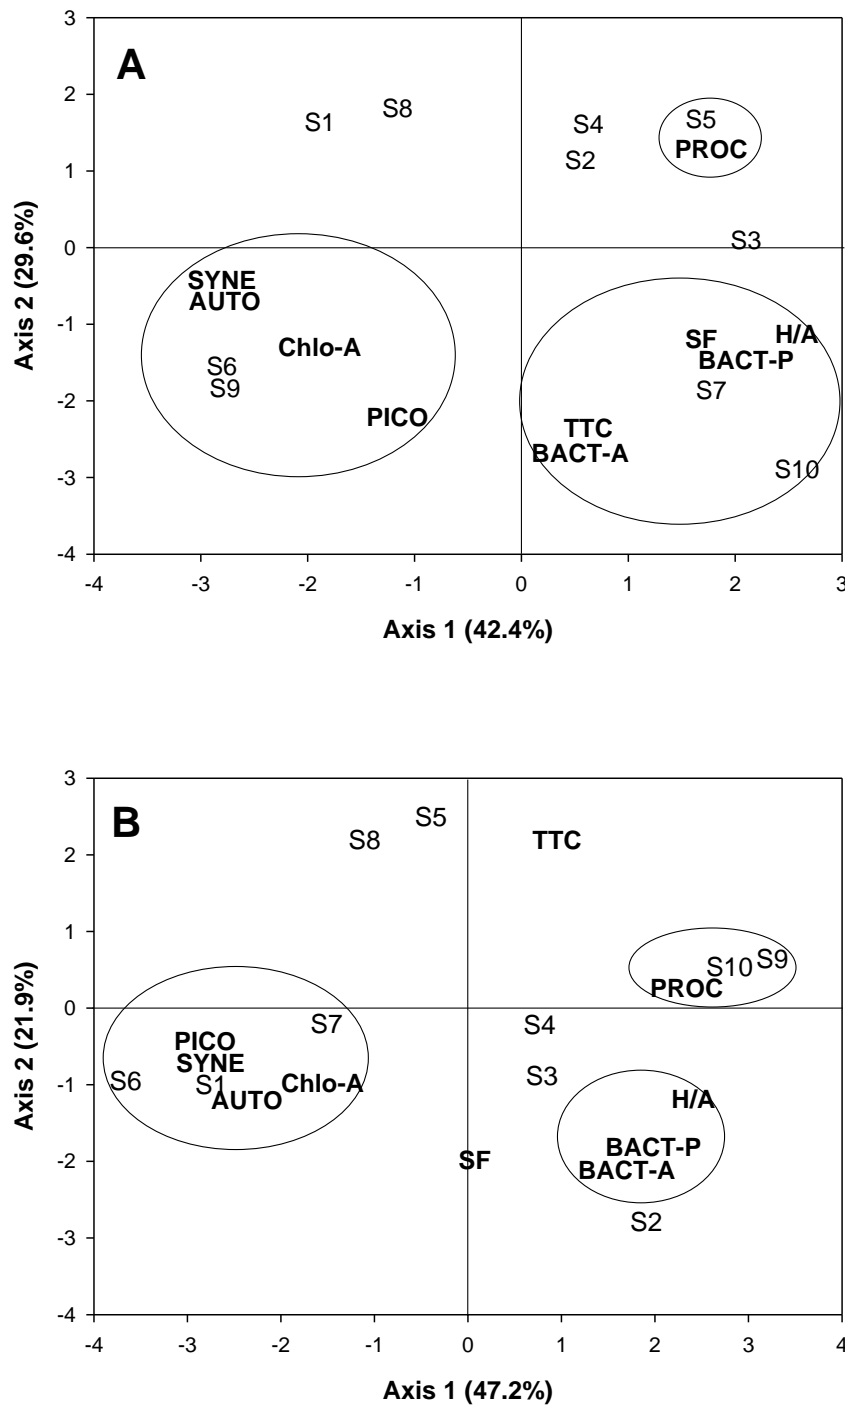 3
A
2
S1
S8
S4
S5
S2
PROC
1
0
S3
SYNE
AUTO
Chlo-A
SF
H/A
BACT-P
-1
S6
S9
S7
-2
PICO
TTC
BACT-A
S10
-3
-4
-4 -3 -2 -1 0 1 2 3
Axis 1 (42.4%)
Axis 2 (29.6%)
3
B
S5
S8
TTC
2
1
S10
S9
PROC
0
S7
S4
PICO
SYNE
S6
S1
AUTO
Chlo-A
S3
H/A
-1
BACT-P
BACT-A
SF
-2
S2
-3
-4
-4 -3 -2 -1 0 1 2 3 4
Axis 1 (47.2%)
Axis 2 (21.9%)